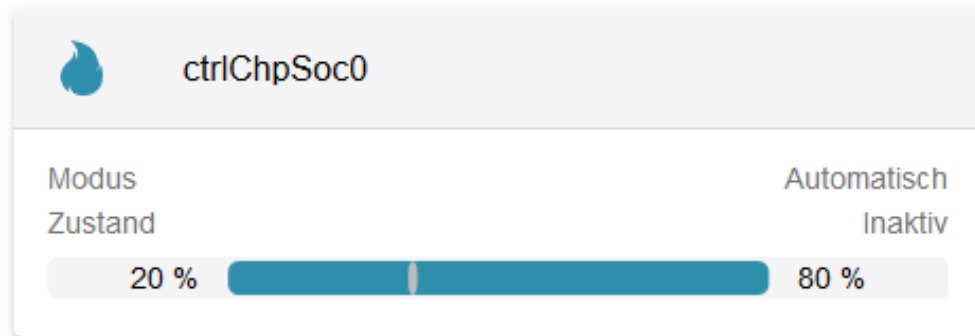 ctrlChpSoc0
Modus Automatisch
Zustand Inaktiv
20 % 80 %